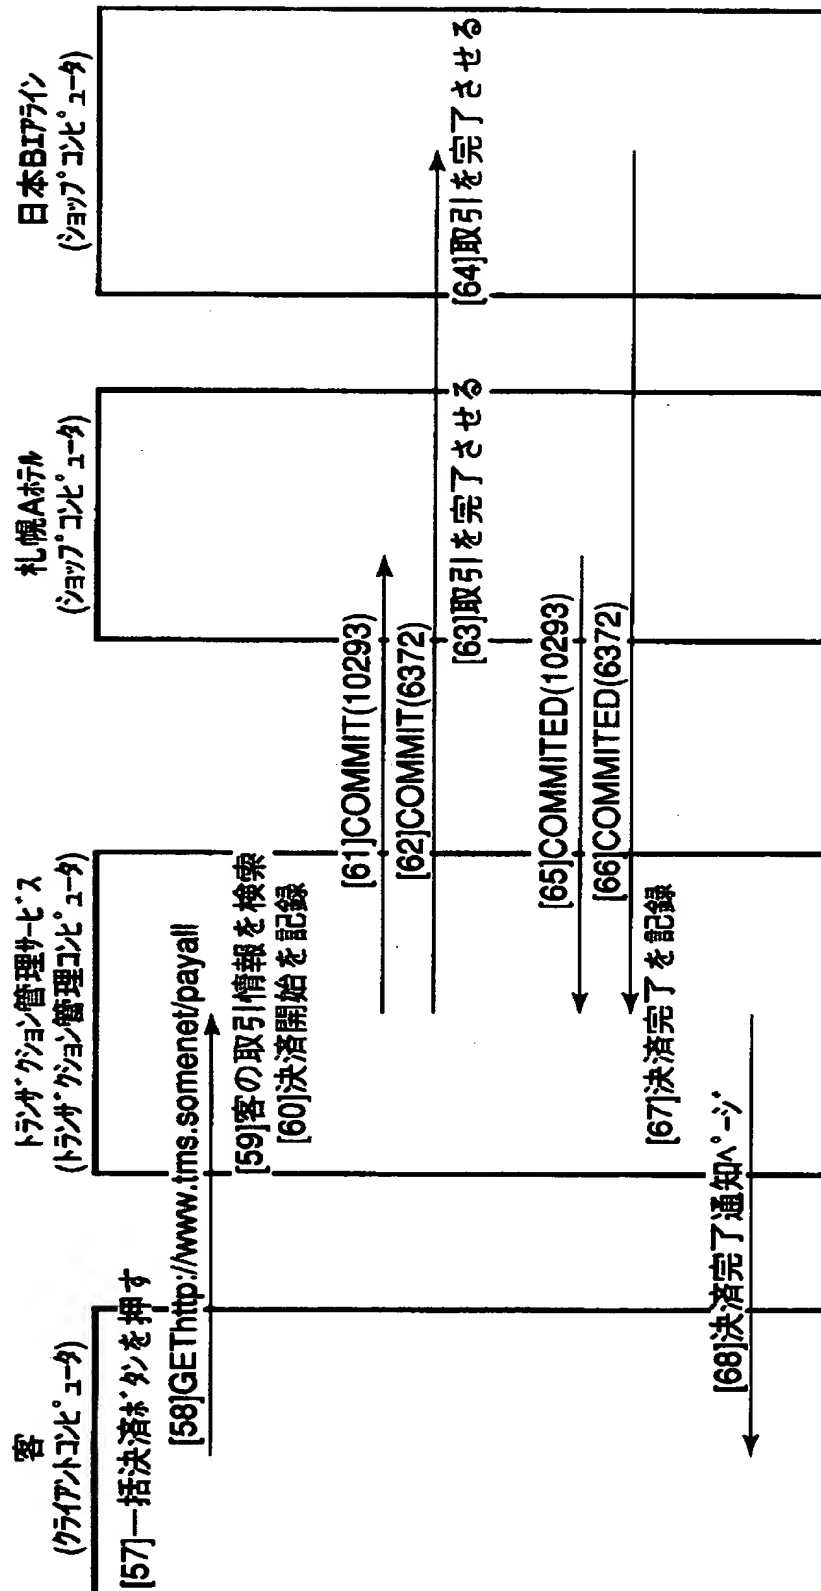 客
(クライアントコンピュータ)
トランザクション管理サービス
(トランザクション管理コンピュータ)
札幌Aホテル
(ショップコンピュータ)
日本BIアライン
(ショップコンピュータ)
[57]一括決済ボタンを押す
[58]GEThttp://www.tms.somenet/payall
[59]客の取引情報を検索
[60]決済開始を記録
[61]COMMIT(10293)
[62]COMMIT(6372)
[63]取引を完了させる
[64]取引を完了させる
[65]COMMITED(10293)
[66]COMMITED(6372)
[67]決済完了を記録
[68]決済完了通知ページ